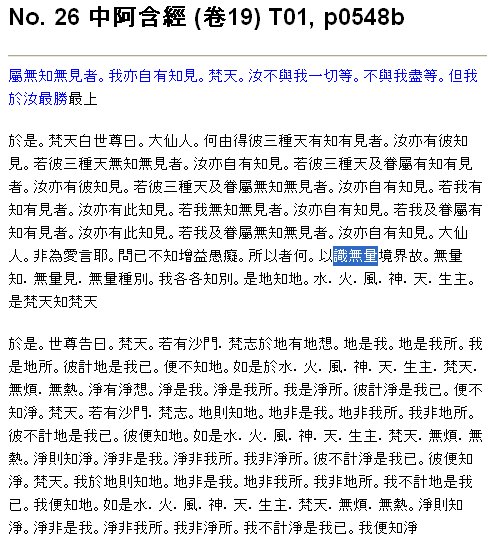 No. 26 中阿含經 (卷19) T01, p0548b
屬無知無見者。我亦自有知見。梵天。汝不與我一切等。不與我盡等。但我
於汝最勝最上
於是。梵天白世尊曰。大仙人。何由得彼三種天有知有見者。汝亦有彼知
見。若彼三種天無知無見者。汝亦自有知見。若彼三種天及眷屬有知有見
者。汝亦有彼知見。若彼三種天及眷屬無知無見者。汝亦自有知見。若我有
知有見者。汝亦有此知見。若我無知無見者。汝亦自有知見。若我及眷屬有
知有見者。汝亦有此知見。若我及眷屬無知無見者。汝亦自有知見。大仙
人。非為愛言耶。問已不知增益愚癡。所以者何。以識無量境界故。無量
知．無量見．無量種別。我各各知別。是地知地。水．火．風．神．天．生主。
是梵天知梵天
於是。世尊告曰。梵天。若有沙門．梵志於地有地想。地是我。地是我所。我
是地所。彼計地是我已。便不知地。如是於水．火．風．神．天．生主．梵天．
無煩．無熱。淨有淨想。淨是我。淨是我所。我是淨所。彼計淨是我已。便不
知淨。梵天。若有沙門．梵志。地則知地。地非是我。地非我所。我非地所。
彼不計地是我已。彼便知地。如是水．火．風．神．天．生主．梵天．無煩．無
熱。淨則知淨。淨非是我。淨非我所。我非淨所。彼不計淨是我已。彼便知
淨。梵天。我於地則知地。地非是我。地非我所。我非地所。我不計地是我
已。我便知地。如是水．火．風．神．天．生主．梵天．無煩．無熱。淨則知
淨。淨非是我。淨非我所。我非淨所。我不計淨是我已。我便知淨